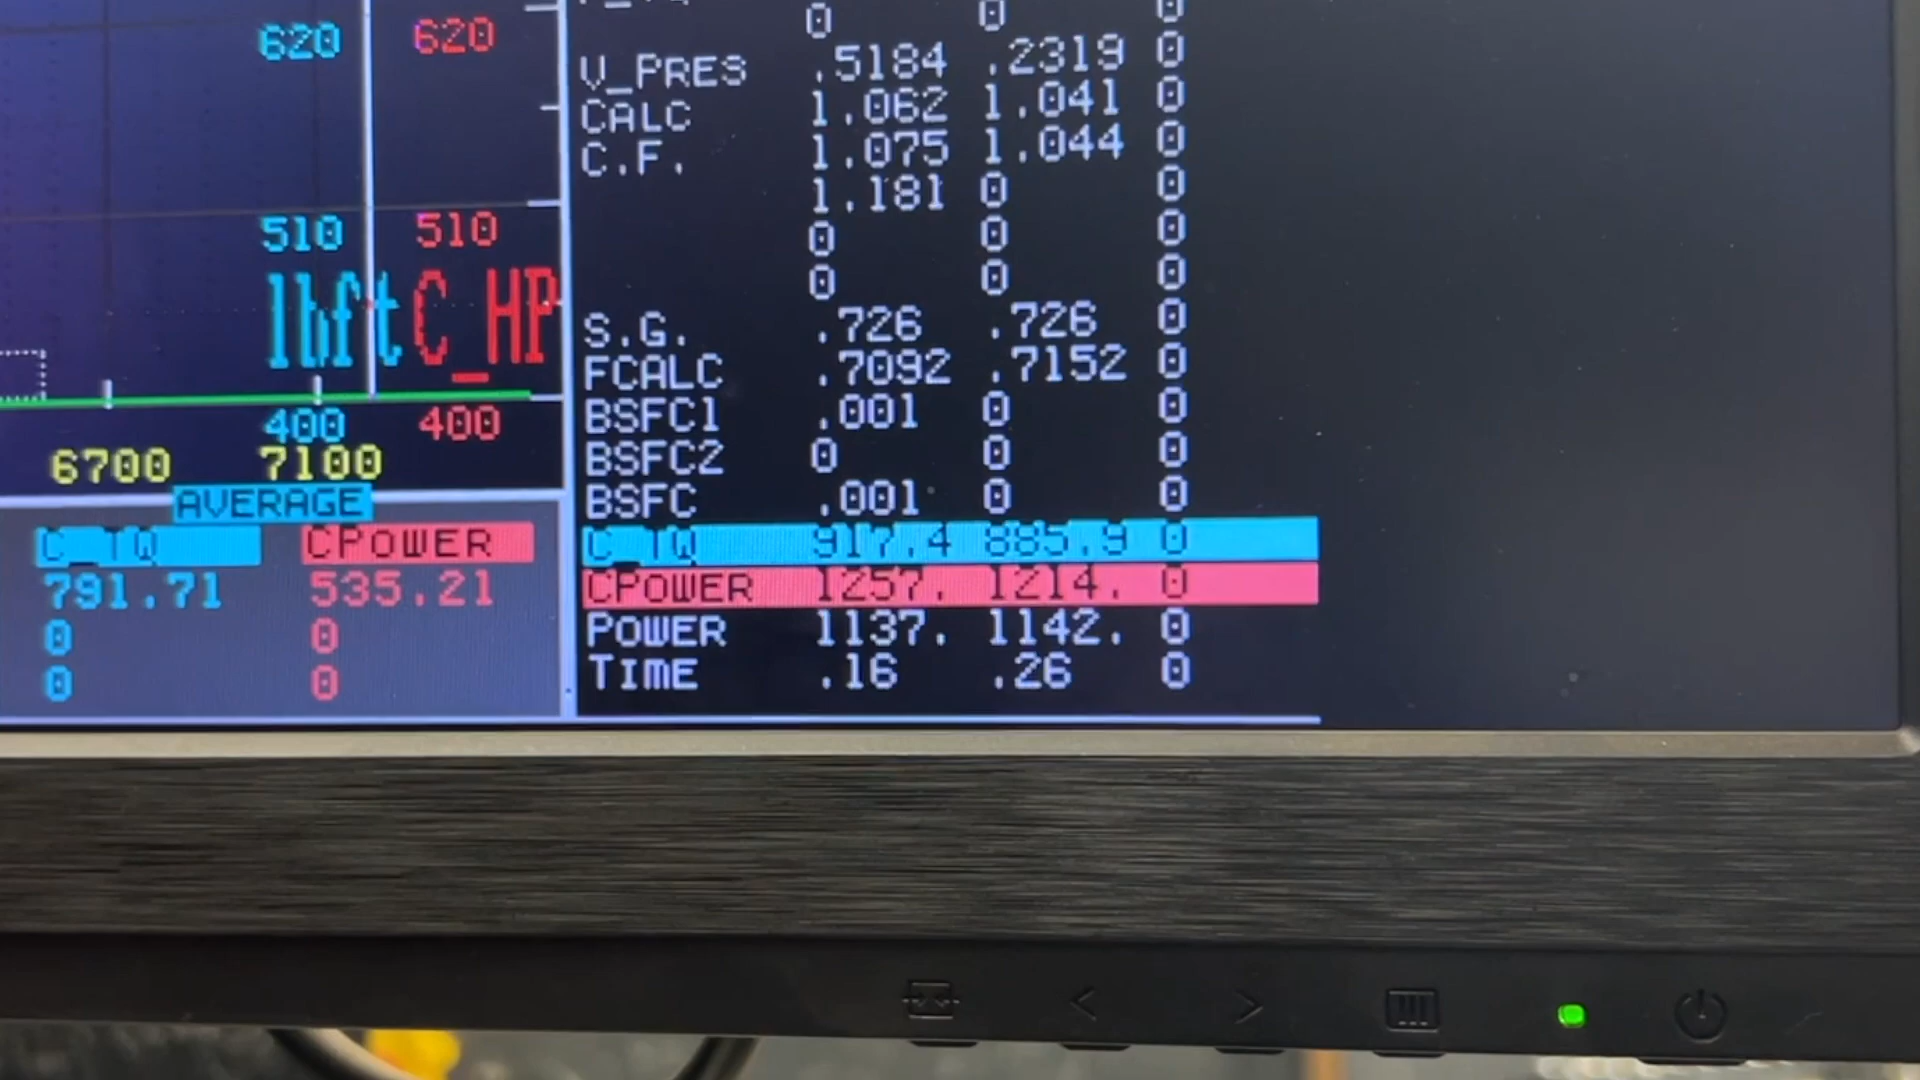 0 0 0
620 620
V_PRES .5184 .2319 0
CALC 1.062 1.041 0
C.F. 1.075 1.044 0
1.181 0 0
510 510
0 0 0
0 0 0
lbft C_HP
S.G. .726 .726 0
FCALC .7092 .7152 0
BSFC1 .001 0 0
400 400
6700 7100
BSFC2 0 0 0
AVERAGE
BSFC .001 0 0
C_TQ CPOWER
C_TQ 917.4 885.9 0
791.71 535.21
CPOWER 1257. 1214. 0
0 0
POWER 1137. 1142. 0
0 0
TIME .16 .26 0